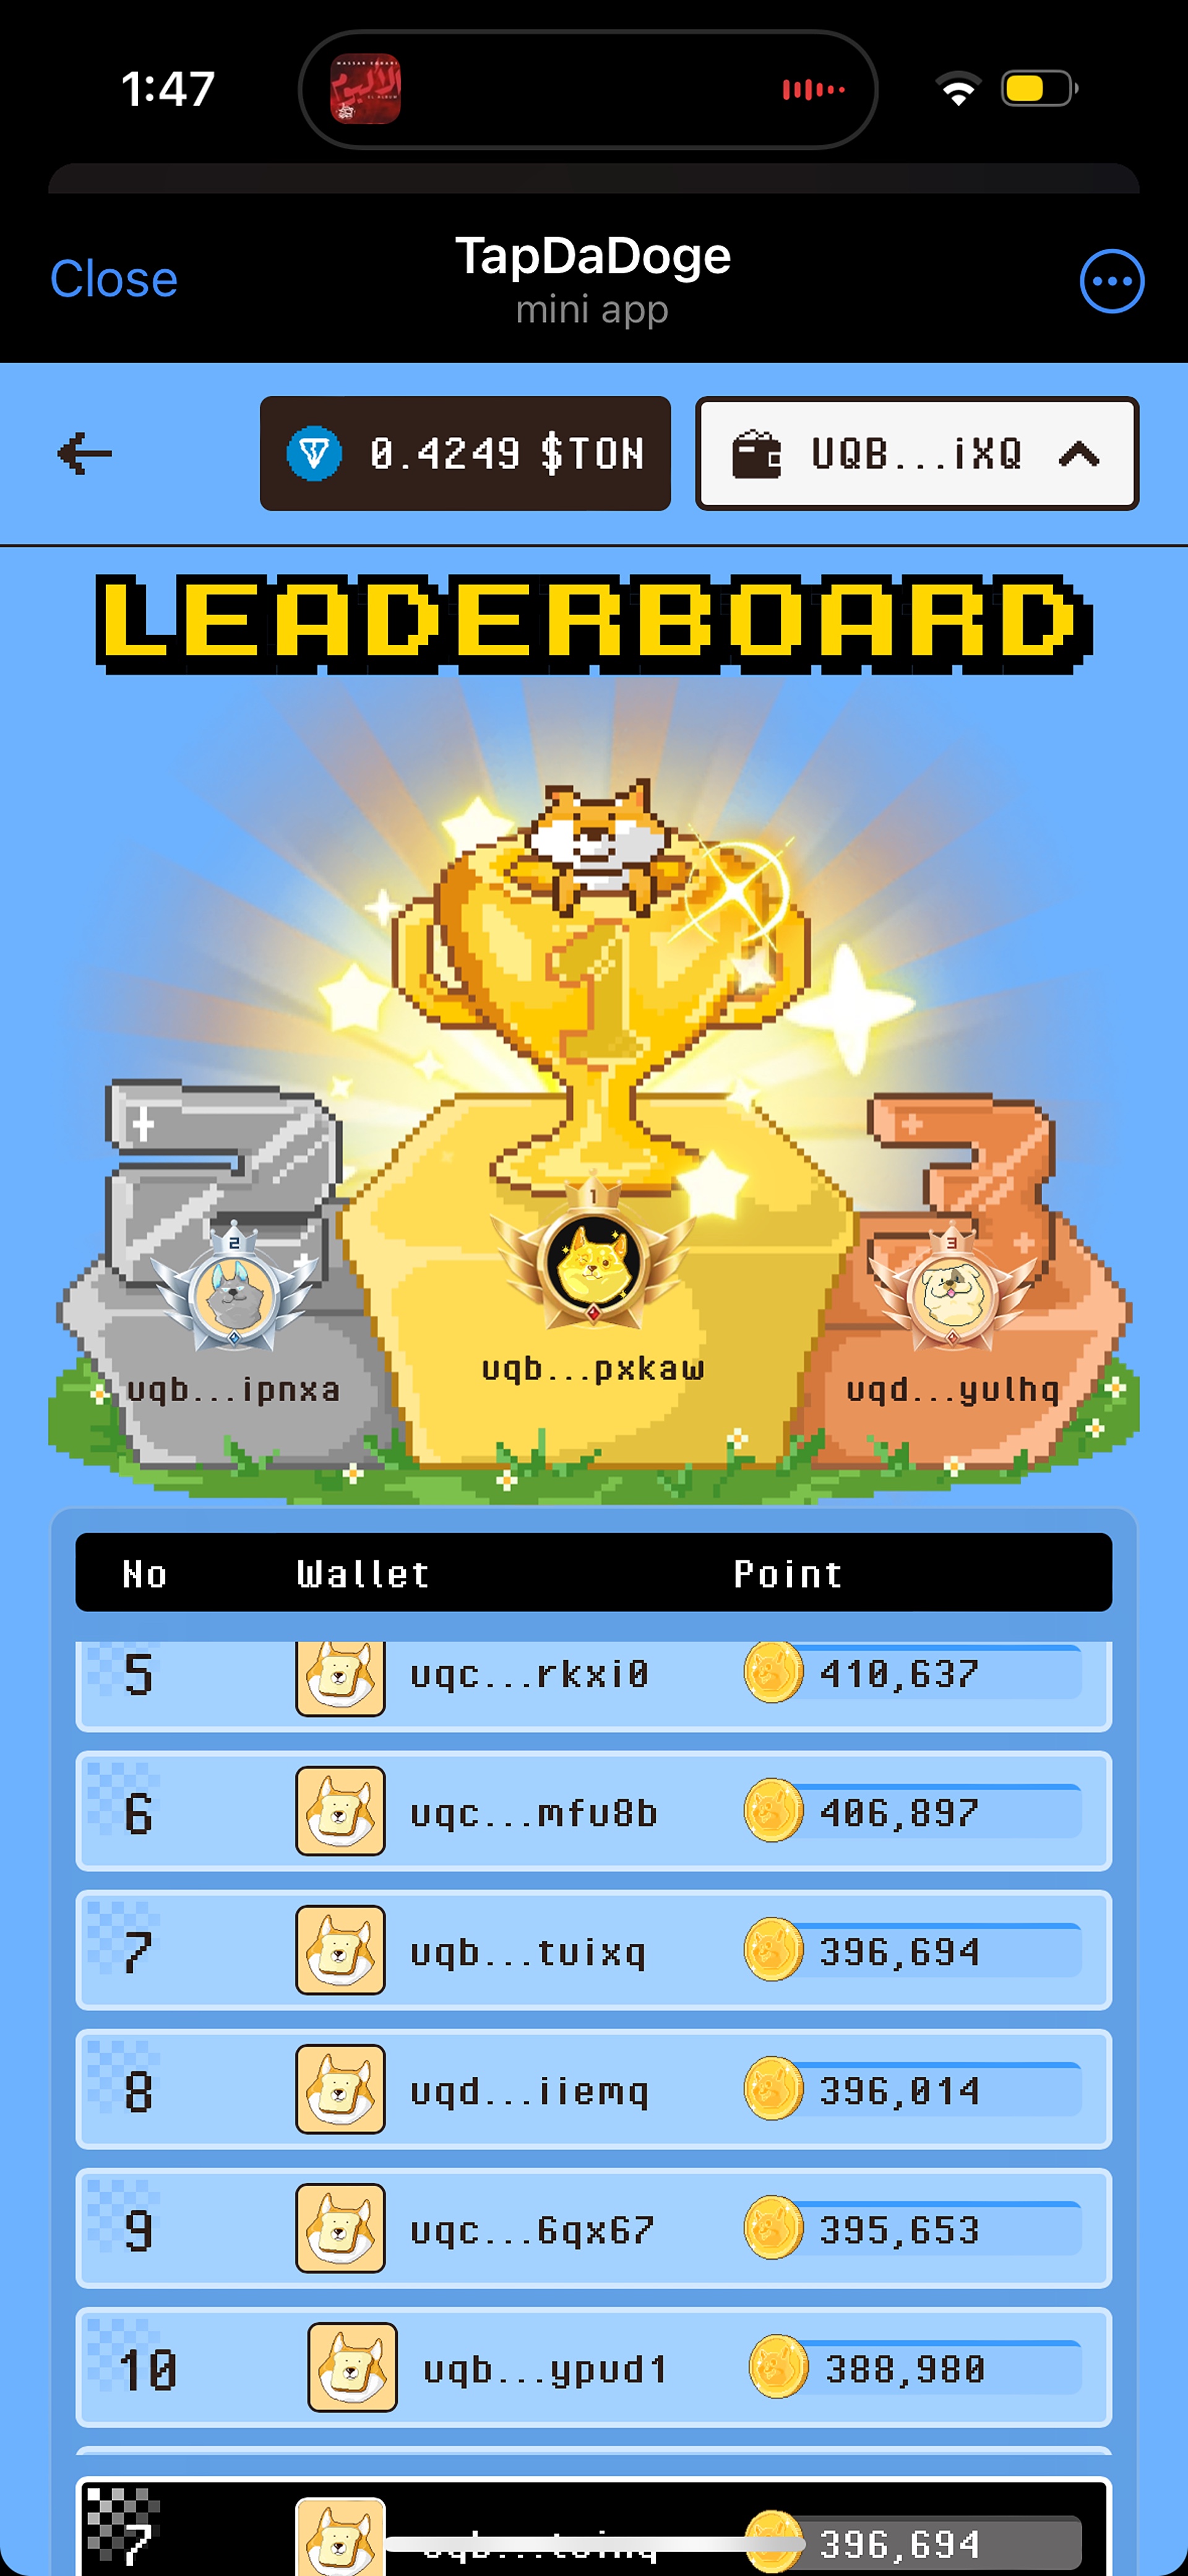 1:47
Close
TapDaDoge
mini app
0.4249 $TON
UQB...iXQ
LEADERBOARD
1
2
3
1
2
3
uqb...pxkaw
uqb...ipnxa
uqd...yulhq
No Wallet Point
5 uqc...rkxi0 410,637
6 uqc...mfu8b 406,897
7 uqb...tuixq 396,694
8 uqd...iiemq 396,014
9 uqc...6qx67 395,653
10 uqb...ypud1 388,980
7 396,694